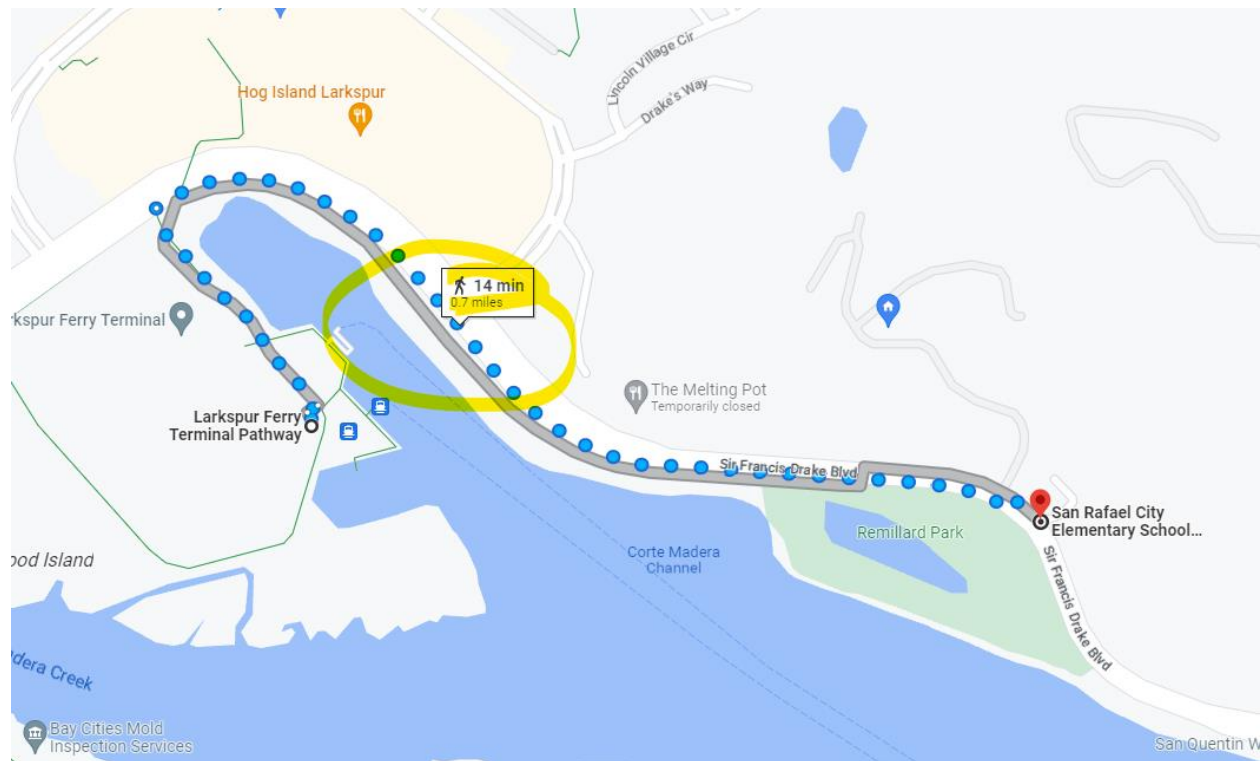 Hog Island Larkspur
Lincoln Village Cir
Drake's Way
14 min
0.7 miles
kspur Ferry Terminal
The Melting Pot
Temporarily closed
Larkspur Ferry
Terminal Pathway
Sir Francis Drake Blvd
San Rafael City
Elementary School...
Remillard Park
Corte Madera
Channel
ood Island
Sir Francis Drake Blvd
adera Creek
Bay Cities Mold
Inspection Services
San Quentin W